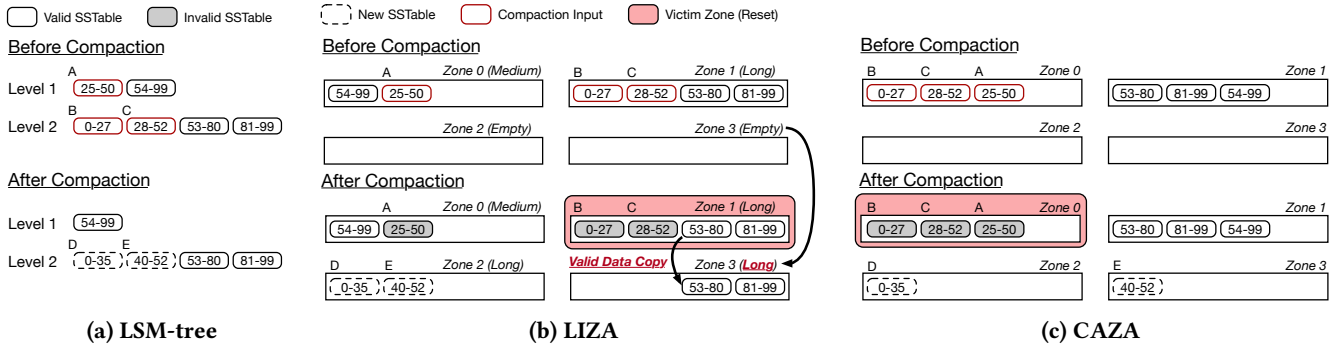 Valid SSTable Invalid SSTable New SSTable Compaction Input Victim Zone (Reset)
Before Compaction
A
Level 1 25-50 54-99
B C
Level 2 0-27 28-52 53-80 81-99
After Compaction
Level 1 54-99
D E
Level 2 0-35 40-52 53-80 81-99
(a) LSM-tree
Before Compaction
A Zone 0 (Medium)
54-99 25-50
B C Zone 1 (Long)
0-27 28-52 53-80 81-99
Zone 2 (Empty)
Zone 3 (Empty)
After Compaction
A Zone 0 (Medium)
54-99 25-50
B C Zone 1 (Long)
0-27 28-52 53-80 81-99
D E Zone 2 (Long)
0-35 40-52
Valid Data Copy
Zone 3 (Long)
53-80 81-99
(b) LIZA
Before Compaction
B C A Zone 0
0-27 28-52 25-50
Zone 1
53-80 81-99 54-99
Zone 2
Zone 3
After Compaction
B C A Zone 0
0-27 28-52 25-50
Zone 1
53-80 81-99 54-99
D Zone 2
0-35
E Zone 3
40-52
(c) CAZA